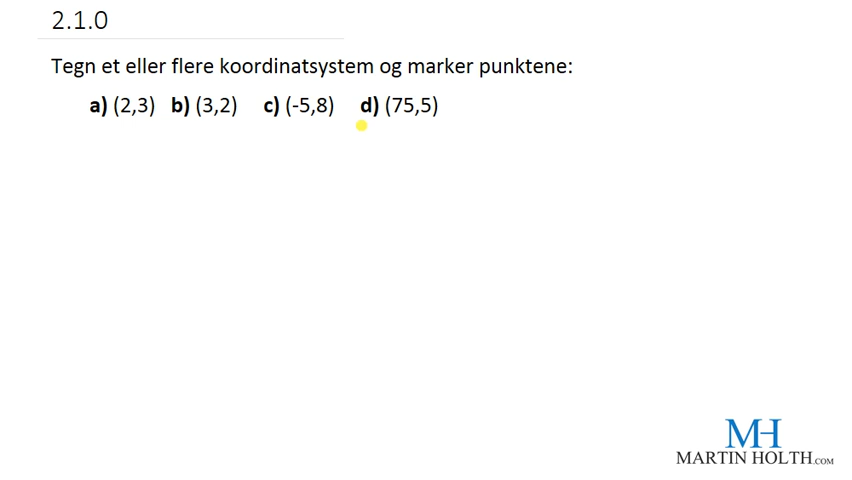 2.1.0
Tegn et eller flere koordinatsystem og marker punktene:
a) (2,3) b) (3,2) c) (-5,8) d) (75,5)
MH
MARTIN HOLTH.COM